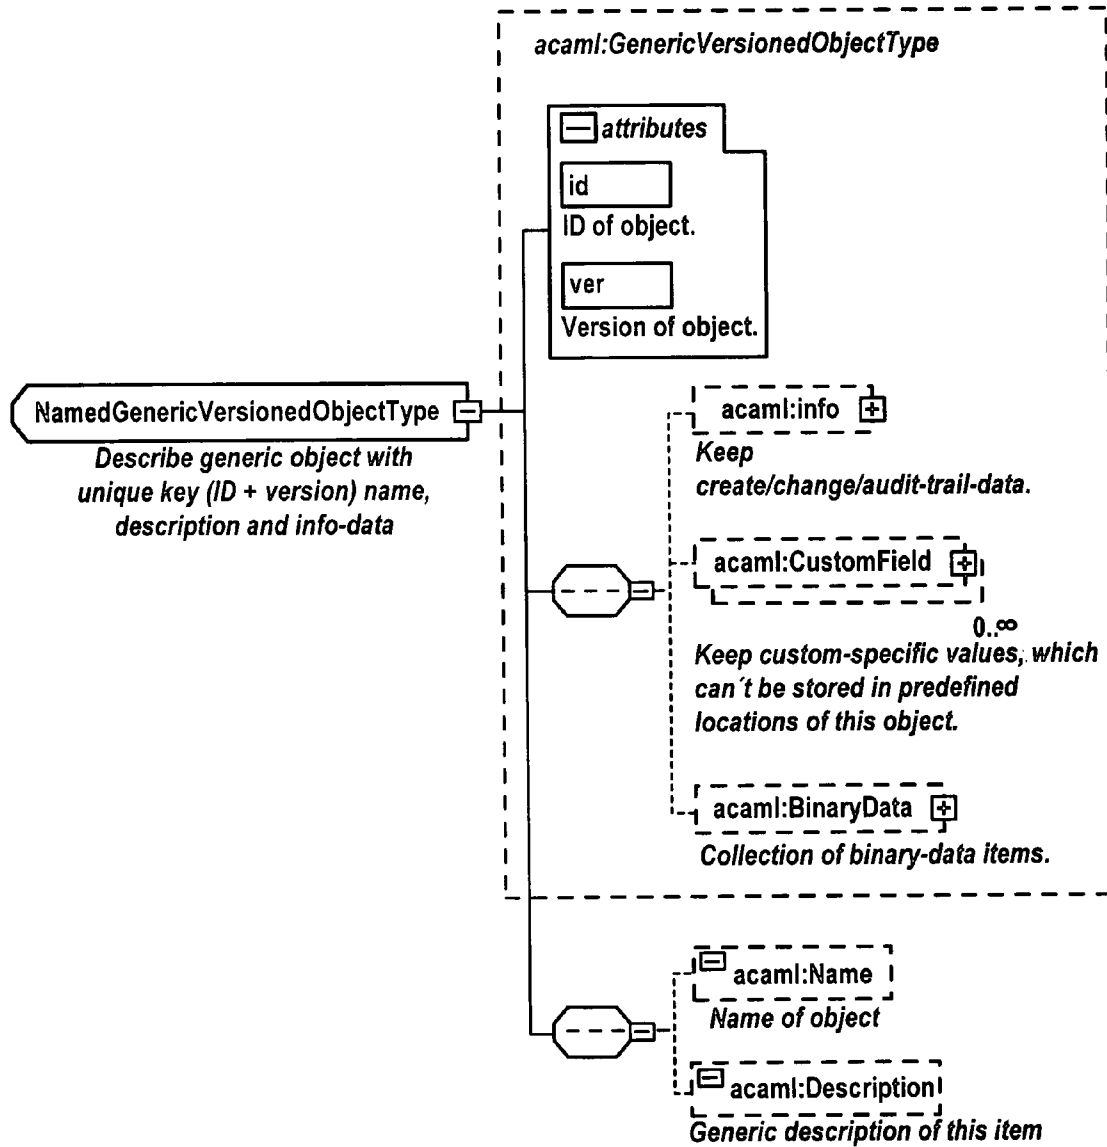 acaml:GenericVersionedObjectType
attributes
id
ID of object.
ver
Version of object.
NamedGenericVersionedObjectType
Describe generic object with
unique key (ID + version) name,
description and info-data
acaml:info
Keep
create/change/audit-trail-data.
acaml:CustomField
0..∞
Keep custom-specific values, which
can´t be stored in predefined
locations of this object.
acaml:BinaryData
Collection of binary-data items.
acaml:Name
Name of object
acaml:Description
Generic description of this item